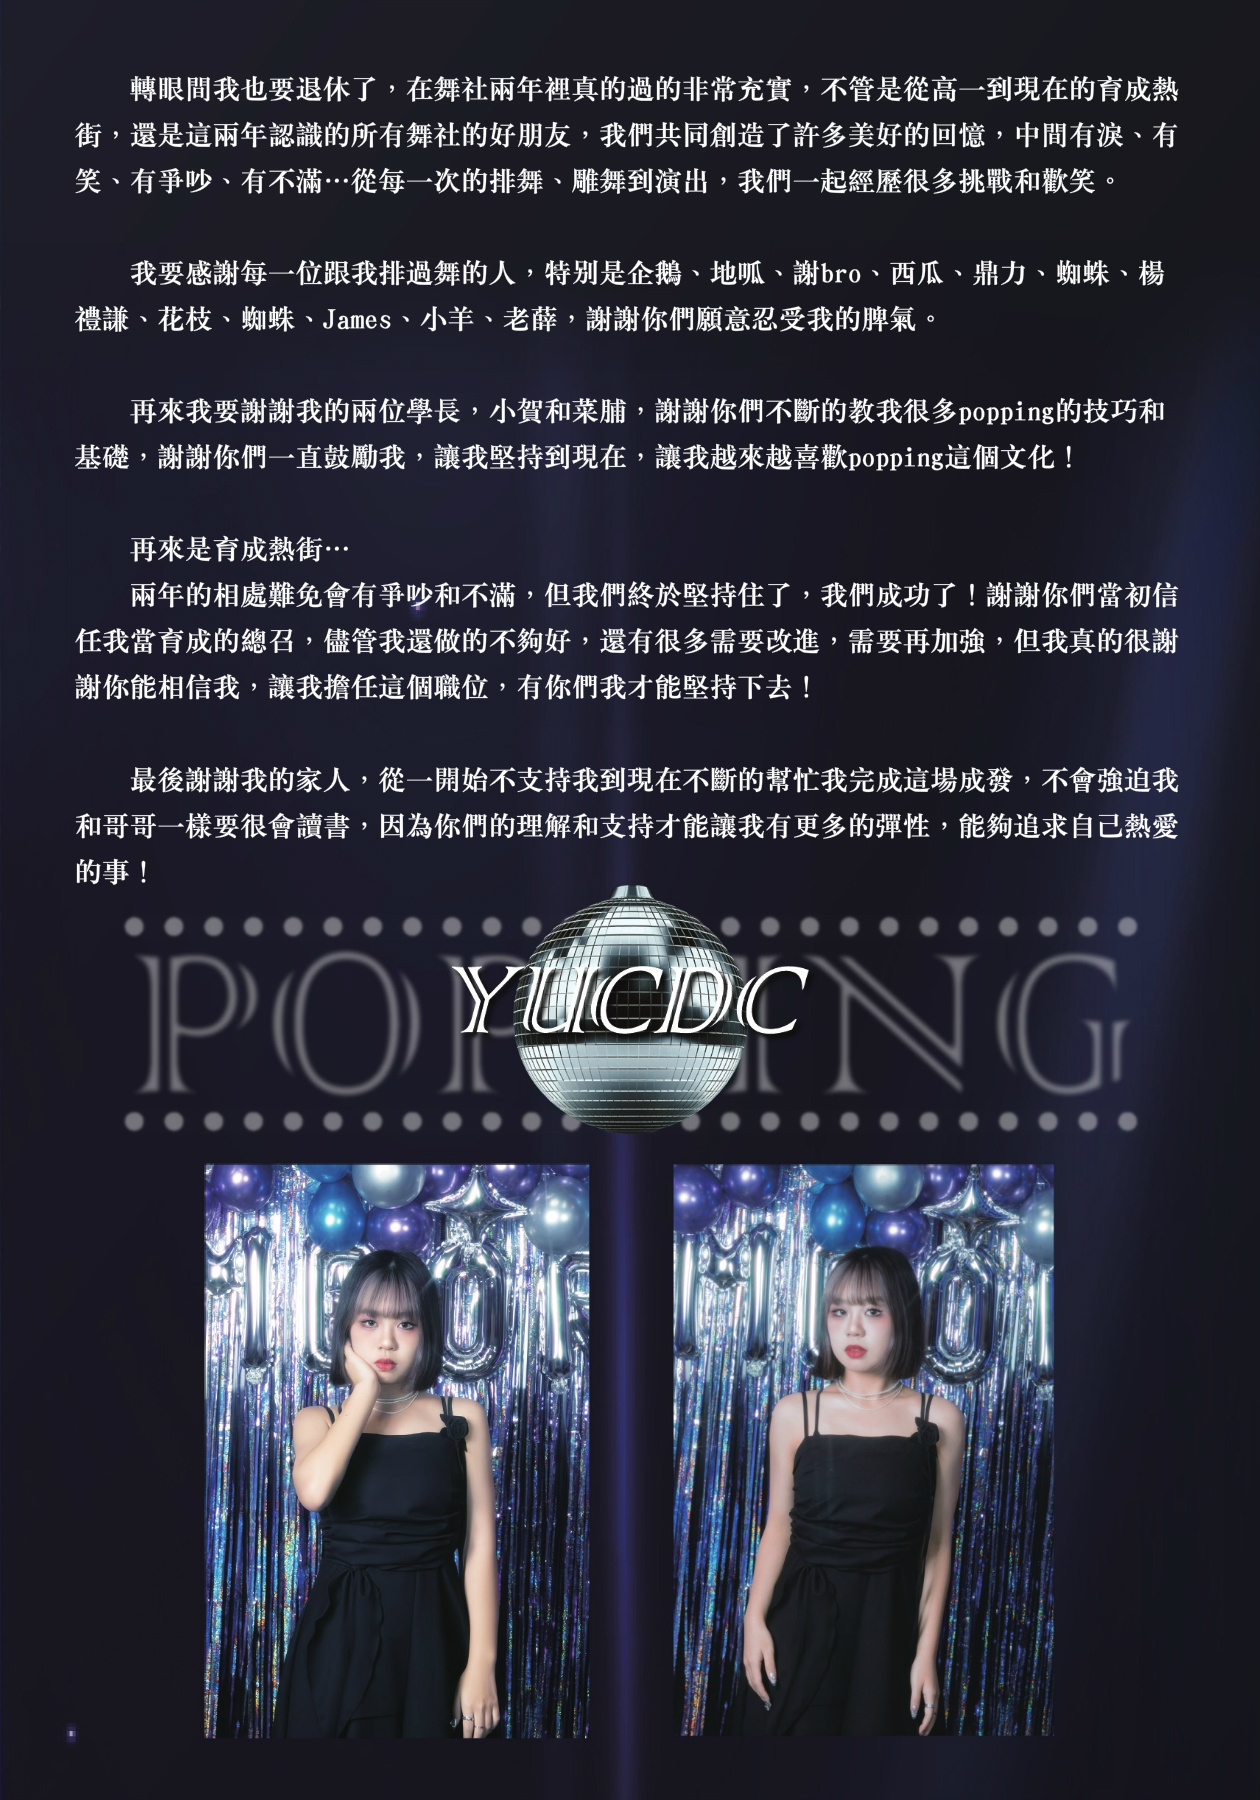 轉眼間我也要退休了，在舞社兩年裡真的過的非常充實，不管是從高一到現在的育成熱
街，還是這兩年認識的所有舞社的好朋友，我們共同創造了許多美好的回憶，中間有淚、有
笑、有爭吵、有不滿⋯從每一次的排舞、雕舞到演出，我們一起經歷很多挑戰和歡笑。
我要感謝每一位跟我排過舞的人，特別是企鵝、地呱、謝bro、西瓜、鼎力、蜘蛛、楊
禮謙、花枝、蜘蛛、James、小羊、老薛，謝謝你們願意忍受我的脾氣。
再來我要謝謝我的兩位學長，小賀和菜脯，謝謝你們不斷的教我很多popping的技巧和
基礎，謝謝你們一直鼓勵我，讓我堅持到現在，讓我越來越喜歡popping這個文化！
再來是育成熱街⋯
兩年的相處難免會有爭吵和不滿，但我們終於堅持住了，我們成功了！謝謝你們當初信
任我當育成的總召，儘管我還做的不夠好，還有很多需要改進，需要再加強，但我真的很謝
謝你能相信我，讓我擔任這個職位，有你們我才能堅持下去！
最後謝謝我的家人，從一開始不支持我到現在不斷的幫忙我完成這場成發，不會強迫我
和哥哥一樣要很會讀書，因為你們的理解和支持才能讓我有更多的彈性，能夠追求自己熱愛
的事！
POPPING
YUCDC